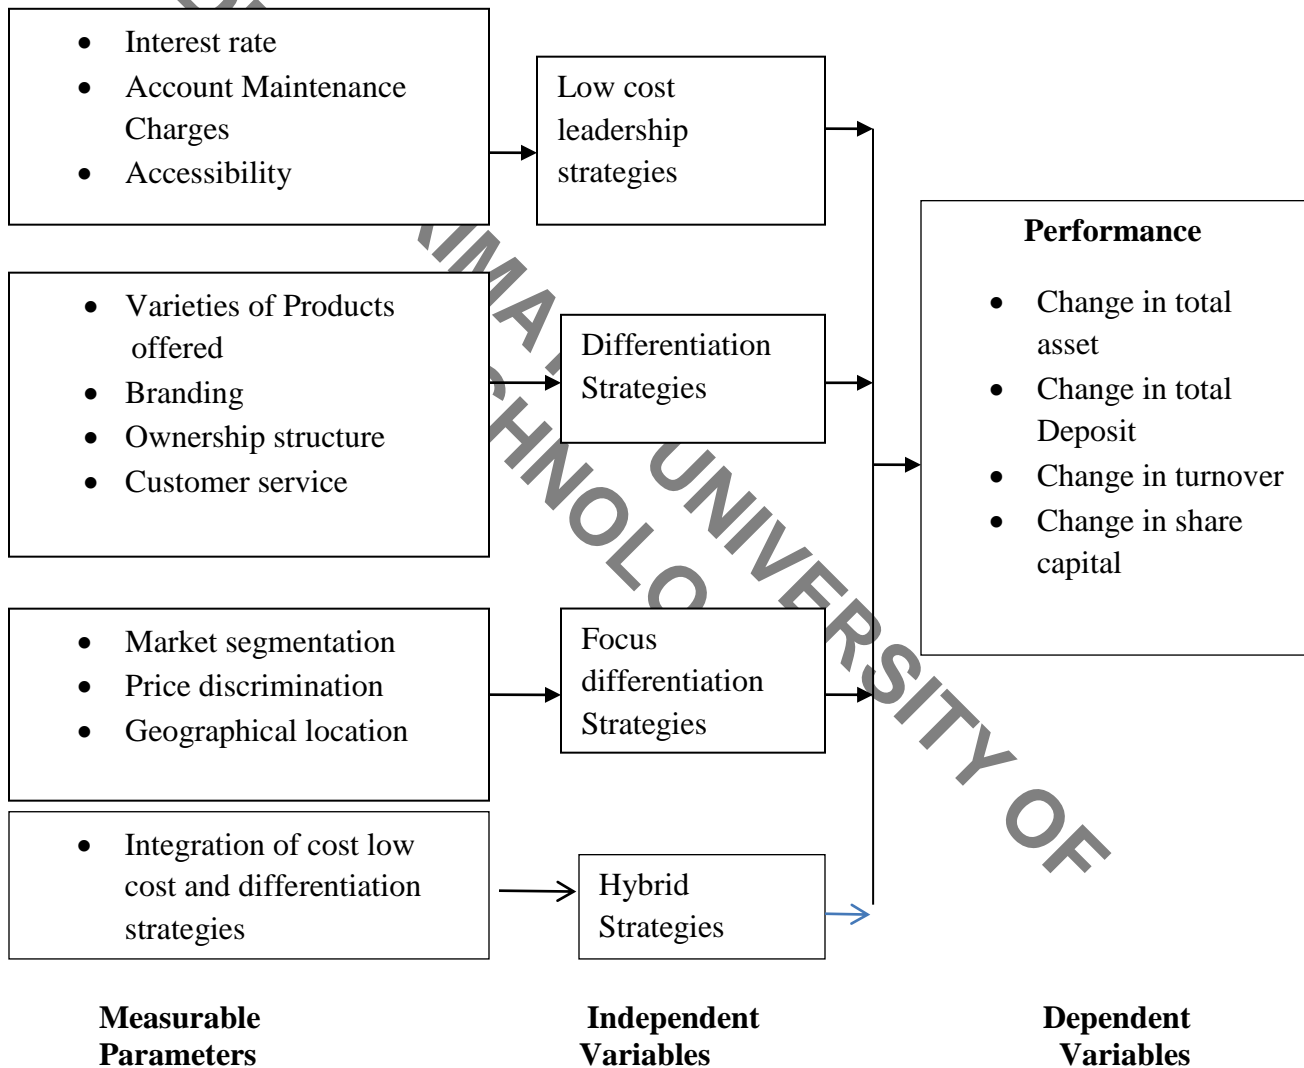 • Interest rate
• Account Maintenance
Charges
• Accessibility
Low cost
leadership
strategies
• Varieties of Products
offered
• Branding
• Ownership structure
• Customer service
Differentiation
Strategies
• Market segmentation
• Price discrimination
• Geographical location
Focus
differentiation
Strategies
• Integration of cost low
cost and differentiation
strategies
Hybrid
Strategies
Performance
• Change in total
asset
• Change in total
Deposit
• Change in turnover
• Change in share
capital
Measurable
Parameters
Independent
Variables
Dependent
Variables
UNIVERSITY OF